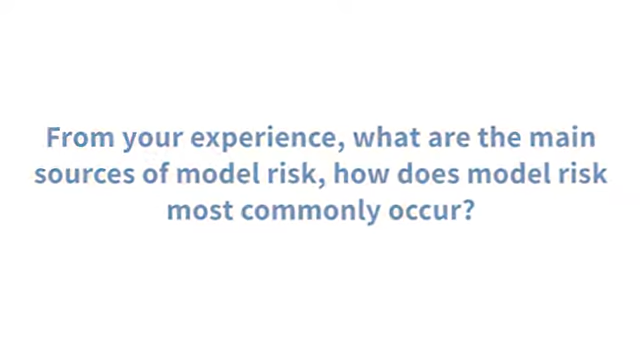 From your experience, what are the main
sources of model risk, how does model risk
most commonly occur?